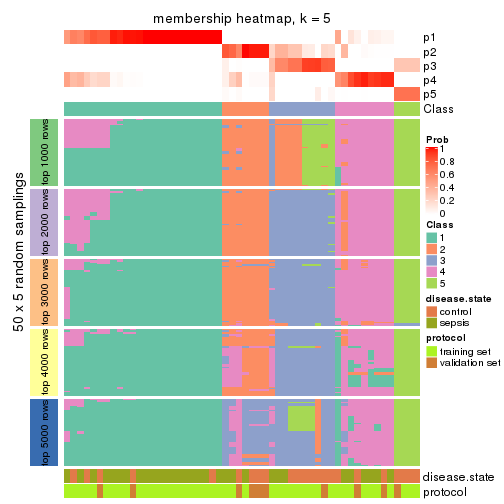 membership heatmap, k = 5
p1
p2
p3
p4
p5
Class
50 x 5 random samplings
top 1000 rows
top 2000 rows
top 3000 rows
top 4000 rows
top 5000 rows
disease.state
protocol
Prob
1
0.8
0.6
0.4
0.2
0
Class
1
2
3
4
5
disease.state
control
sepsis
protocol
training set
validation set